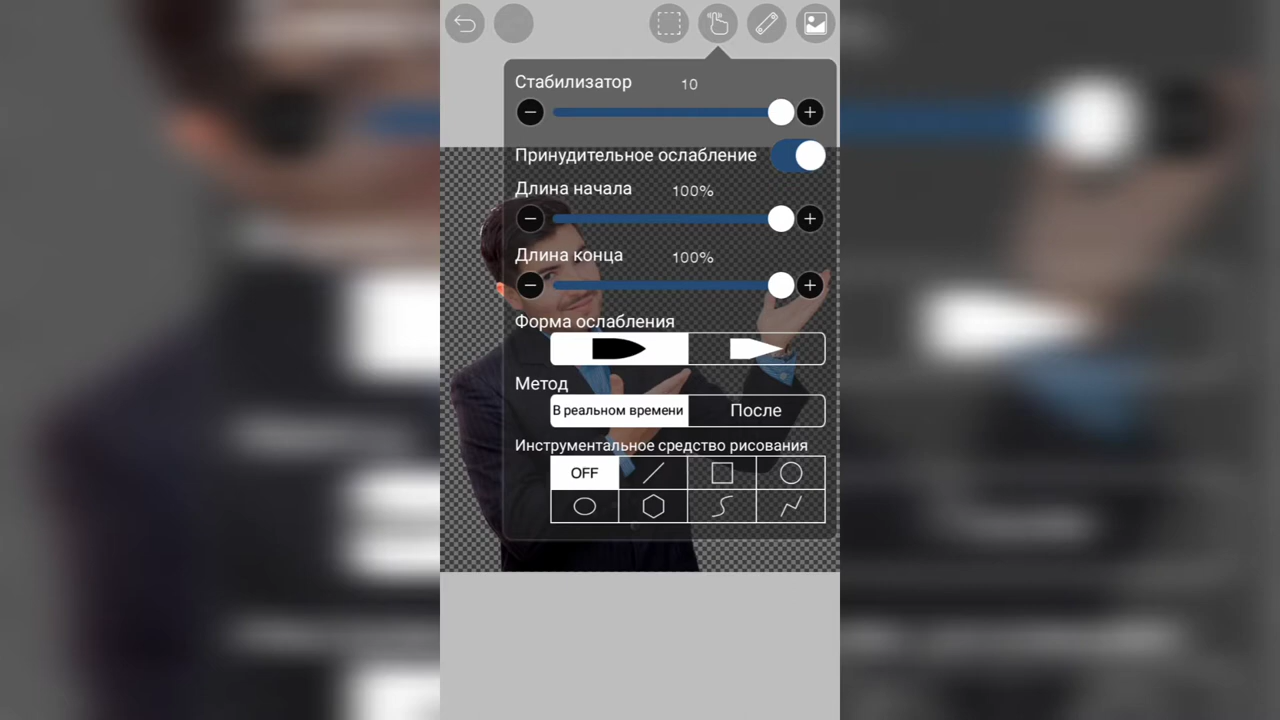 Стабилизатор 10
Принудительное ослабление
Длина начала 100%
Длина конца 100%
Форма ослабления
Метод
В реальном времени После
Инструментальное средство рисования
OFF